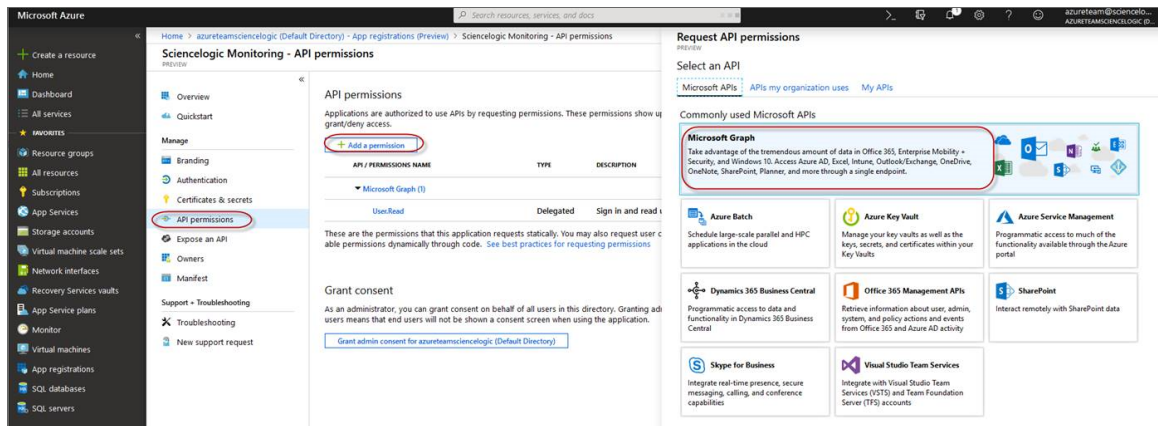 Microsoft Azure
Search resources, services, and docs
azureteam@sciencelo...
AZURETEAMSCIENCELOGIC (D...
Create a resource
Home
Dashboard
All services
FAVORITES
Resource groups
All resources
Subscriptions
App Services
Storage accounts
Virtual machine scale sets
Network interfaces
Recovery Services vaults
App Service plans
Monitor
Virtual machines
App registrations
SQL databases
SQL servers
Home > azureteamsciencelogic (Default Directory) - App registrations (Preview) > Sciencelogic Monitoring - API permissions
Sciencelogic Monitoring - API permissions
PREVIEW
Overview
Quickstart
Manage
Branding
Authentication
Certificates & secrets
API permissions
Expose an API
Owners
Manifest
Support + Troubleshooting
Troubleshooting
New support request
API permissions
Applications are authorized to use APIs by requesting permissions. These permissions show up
grant/deny access.
+ Add a permission
API / PERMISSIONS NAME TYPE DESCRIPTION
Microsoft Graph (1)
User.Read Delegated Sign in and read u
These are the permissions that this application requests statically. You may also request user c
able permissions dynamically through code. See best practices for requesting permissions
Grant consent
As an administrator, you can grant consent on behalf of all users in this directory. Granting ad
users means that end users will not be shown a consent screen when using the application.
Grant admin consent for azureteamsciencelogic (Default Directory)
Request API permissions
PREVIEW
Select an API
Microsoft APIs APIs my organization uses My APIs
Commonly used Microsoft APIs
Microsoft Graph
Take advantage of the tremendous amount of data in Office 365, Enterprise Mobility +
Security, and Windows 10. Access Azure AD, Excel, Intune, Outlook/Exchange, OneDrive,
OneNote, SharePoint, Planner, and more through a single endpoint.
Azure Batch
Schedule large-scale parallel and HPC
applications in the cloud
Azure Key Vault
Manage your key vaults as well as the
keys, secrets, and certificates within your
Key Vaults
Azure Service Management
Programmatic access to much of the
functionality available through the Azure
portal
Dynamics 365 Business Central
Programmatic access to data and
functionality in Dynamics 365 Business
Central
Office 365 Management APIs
Retrieve information about user, admin,
system, and policy actions and events
from Office 365 and Azure AD activity
SharePoint
Interact remotely with SharePoint data
Skype for Business
Integrate real-time presence, secure
messaging, calling, and conference
capabilities
Visual Studio Team Services
Integrate with Visual Studio Team
Services (VSTS) and Team Foundation
Server (TFS) accounts